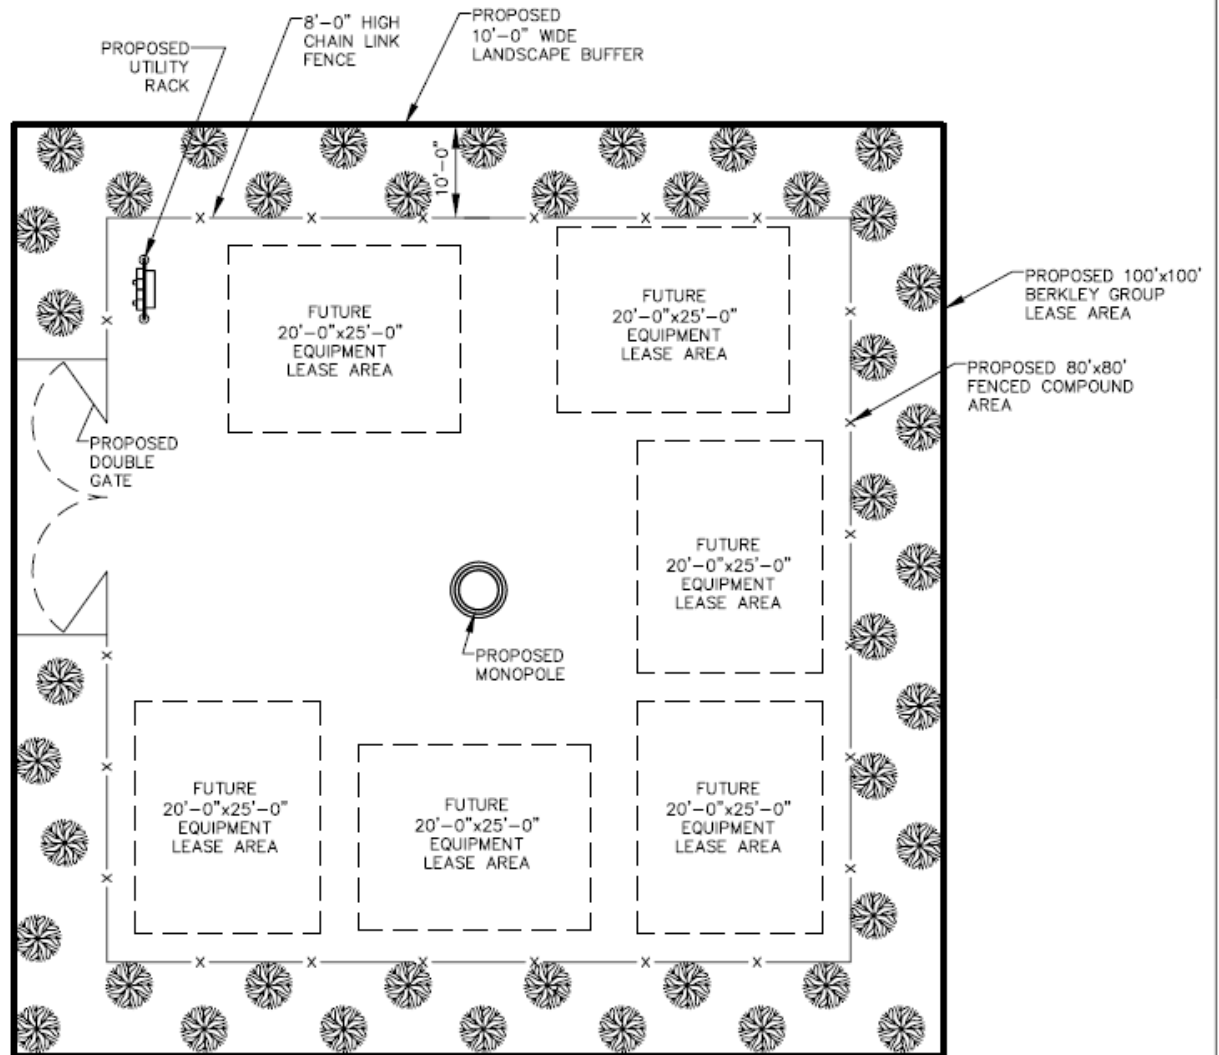 PROPOSED
UTILITY
RACK
8'-0" HIGH
CHAIN LINK
FENCE
PROPOSED
10'-0" WIDE
LANDSCAPE BUFFER
10'-0"
PROPOSED 100'x100'
BERKLEY GROUP
LEASE AREA
PROPOSED 80'x80'
FENCED COMPOUND
AREA
FUTURE
20'-0"x25'-0"
EQUIPMENT
LEASE AREA
FUTURE
20'-0"x25'-0"
EQUIPMENT
LEASE AREA
PROPOSED
DOUBLE
GATE
FUTURE
20'-0"x25'-0"
EQUIPMENT
LEASE AREA
PROPOSED
MONOPOLE
FUTURE
20'-0"x25'-0"
EQUIPMENT
LEASE AREA
FUTURE
20'-0"x25'-0"
EQUIPMENT
LEASE AREA
FUTURE
20'-0"x25'-0"
EQUIPMENT
LEASE AREA